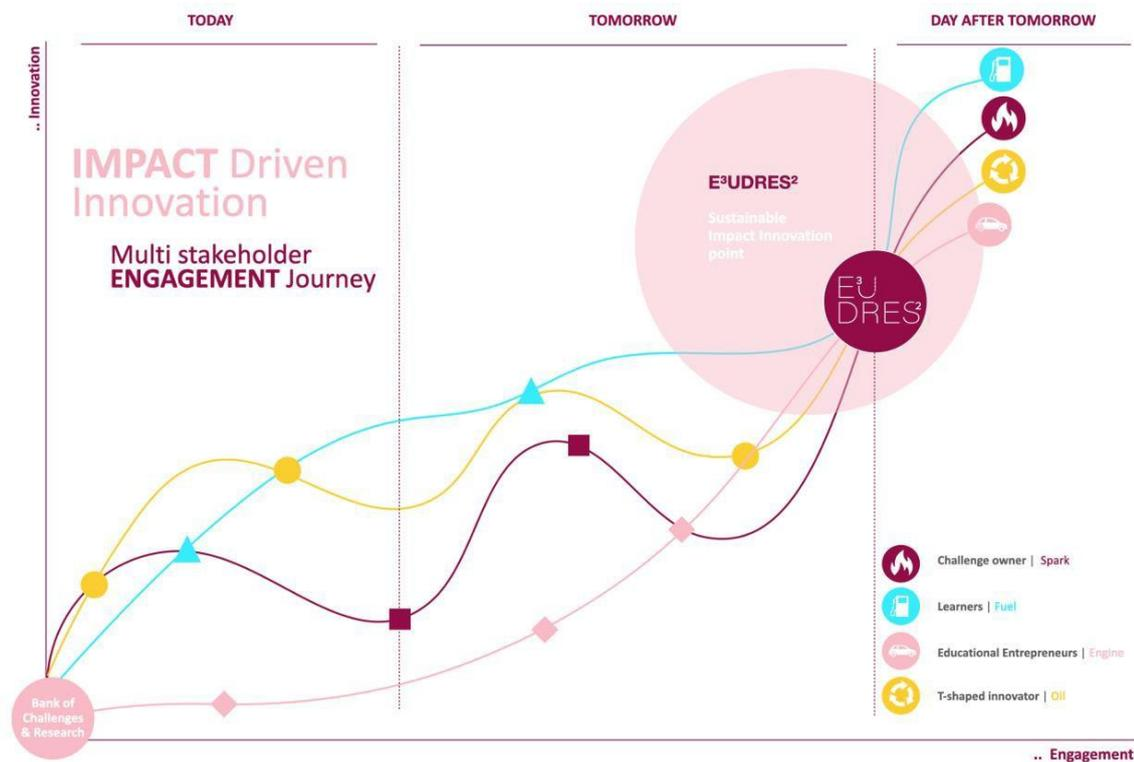 TODAY
TOMORROW
DAY AFTER TOMORROW
.. Innovation
IMPACT Driven
Innovation
Multi stakeholder
ENGAGEMENT Journey
E³UDRES²
Sustainable
Impact Innovation
point
E³U
DRES²
Challenge owner | Spark
Learners | Fuel
Educational Entrepreneurs | Engine
T-shaped innovator | Oil
Bank of
Challenges
& Research
.. Engagement